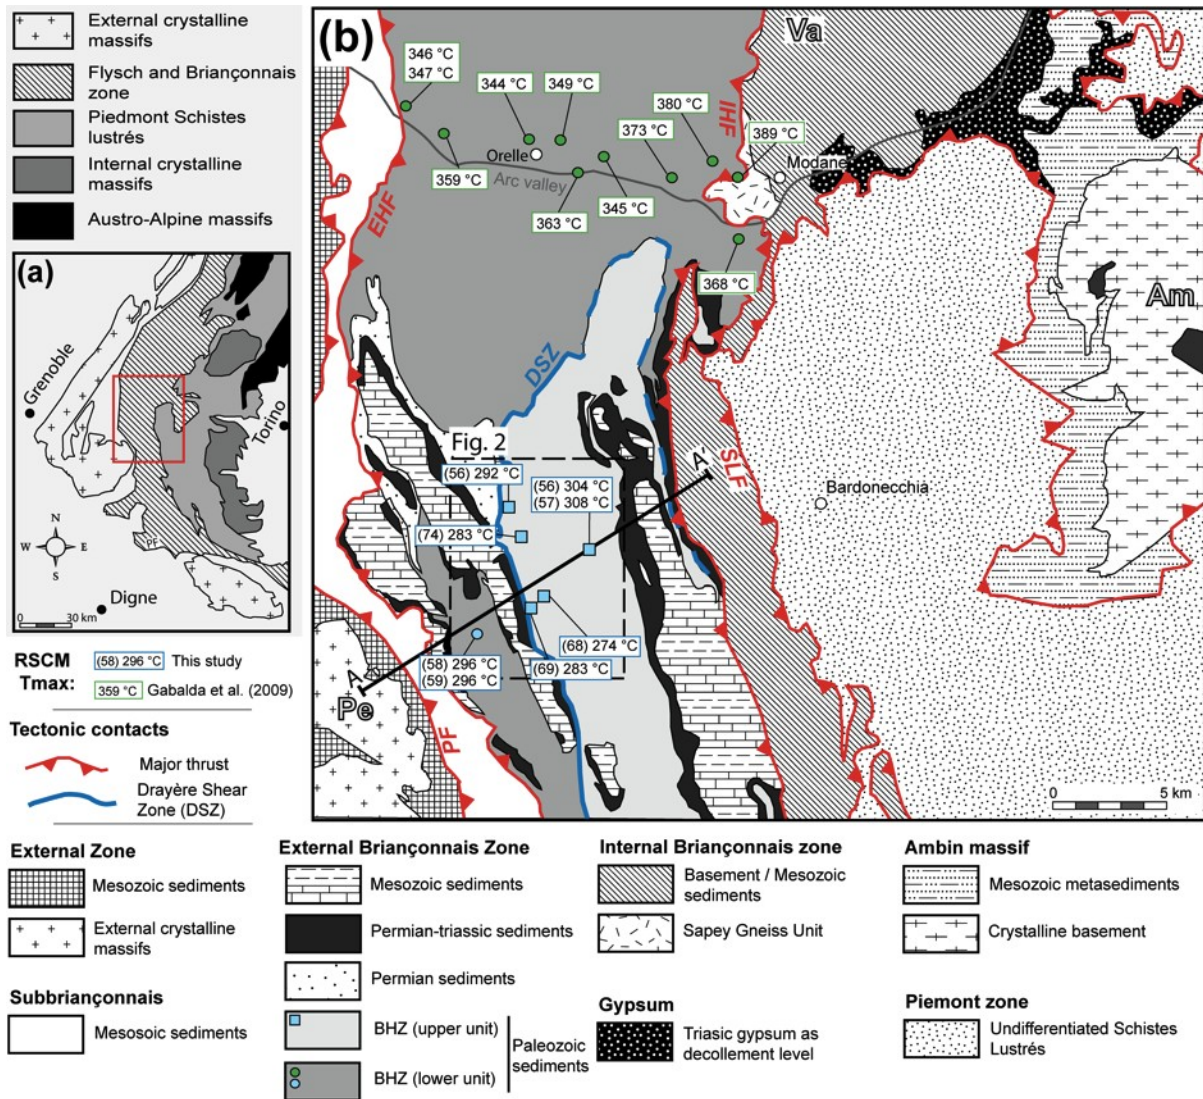 External crystalline
massifs
Flysch and Briançonnais
zone
Piedmont Schistes
lustrés
Internal crystalline
massifs
Austro-Alpine massifs
(a)
Grenoble
Torino
PF
N
W E
S
Digne
0 30 km
RSCM
Tmax:
(58) 296 °C This study
359 °C Gabalda et al. (2009)
Tectonic contacts
Major thrust
Drayère Shear
Zone (DSZ)
(b)
Va
346 °C
347 °C
344 °C
349 °C
380 °C
373 °C
IHF
389 °C
Orelle
Modane
359 °C
Arc valley
345 °C
363 °C
EHF
368 °C
Am
DSZ
Fig. 2
(56) 292 °C
(56) 304 °C
(57) 308 °C
A'
SLF
(74) 283 °C
Bardonecchia
(68) 274 °C
(58) 296 °C
(59) 296 °C
(69) 283 °C
A
Pe
PF
0 5 km
External Zone
Mesozoic sediments
External crystalline
massifs
Subbriançonnais
Mesosoic sediments
External Briançonnais Zone
Mesozoic sediments
Permian-triassic sediments
Permian sediments
BHZ (upper unit)
BHZ (lower unit)
Paleozoic
sediments
Internal Briançonnais zone
Basement / Mesozoic
sediments
Sapey Gneiss Unit
Gypsum
Triasic gypsum as
decollement level
Ambin massif
Mesozoic metasediments
Crystalline basement
Piemont zone
Undifferentiated Schistes
Lustrés